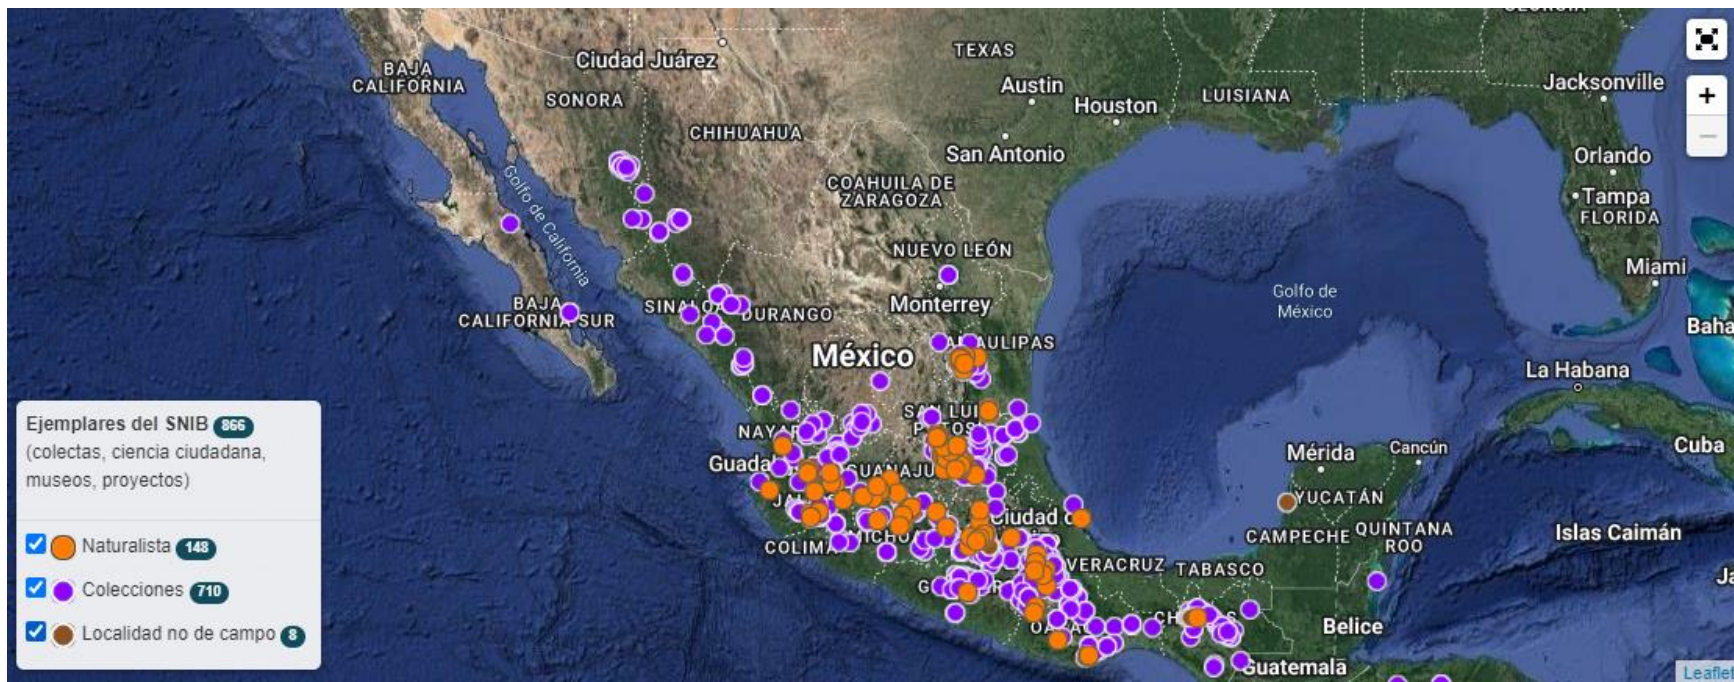 GEORGIA
TEXAS
Ciudad Juárez
BAJA
CALIFORNIA
SONORA
Austin
Houston
LUISIANA
Jacksonville
CHIHUAHUA
San Antonio
Orlando
COAHUILA DE
ZARAGOZA
Golfo de California
Tampa
FLORIDA
NUEVO LEÓN
Miami
Monterrey
Golfo de
México
BAJA
CALIFORNIA SUR
DURANGO
México
La Habana
Mérida
Cancún
Cuba
YUCATÁN
CAMPECHE
QUINTANA
ROO
Islas Caimán
VERACRUZ
TABASCO
Belice
Guatemala
+
−
Ejemplares del SNIB 866
(colectas, ciencia ciudadana,
museos, proyectos)
Naturalista 148
Colecciones 710
Localidad no de campo 8